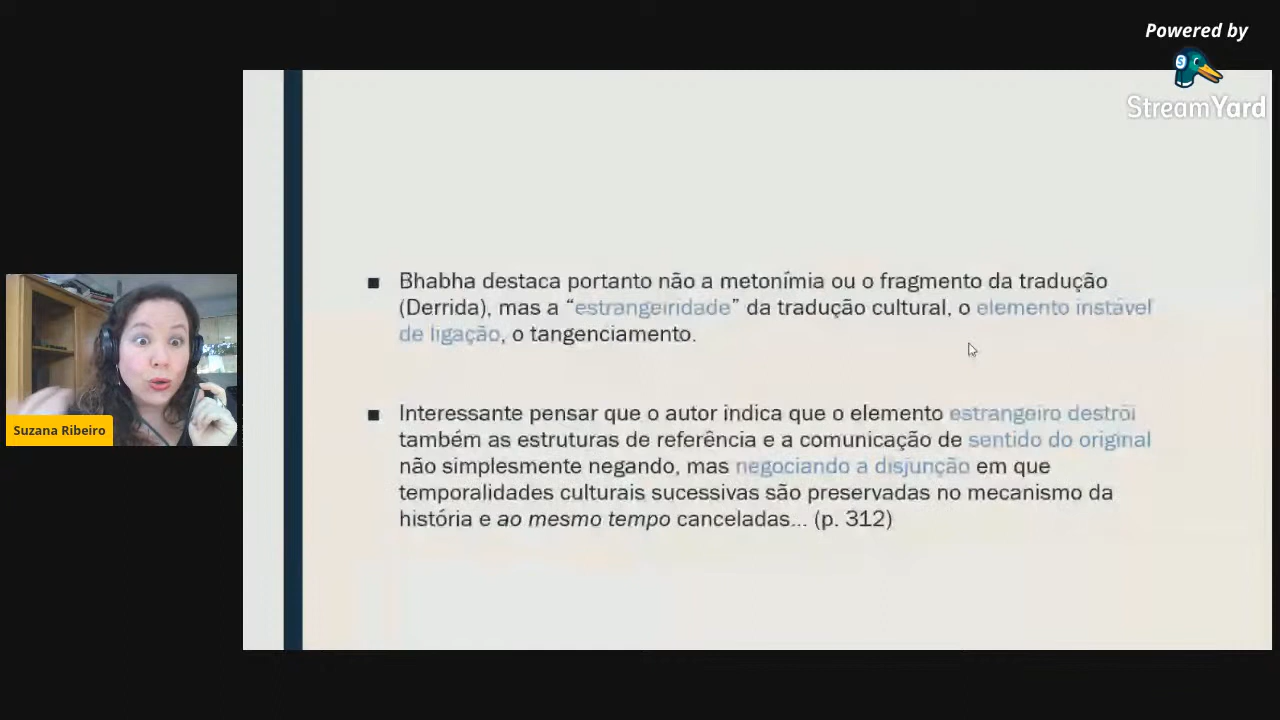 Powered by
StreamYard
■ Bhabha destaca portanto não a metonímia ou o fragmento da tradução
(Derrida), mas a “estrangeiridade” da tradução cultural, o elemento instável
de ligação, o tangenciamento.
■ Interessante pensar que o autor indica que o elemento estrangeiro destrói
também as estruturas de referência e a comunicação de sentido do original
não simplesmente negando, mas negociando a disjunção em que
temporalidades culturais sucessivas são preservadas no mecanismo da
história e ao mesmo tempo canceladas... (p. 312)
Suzana Ribeiro